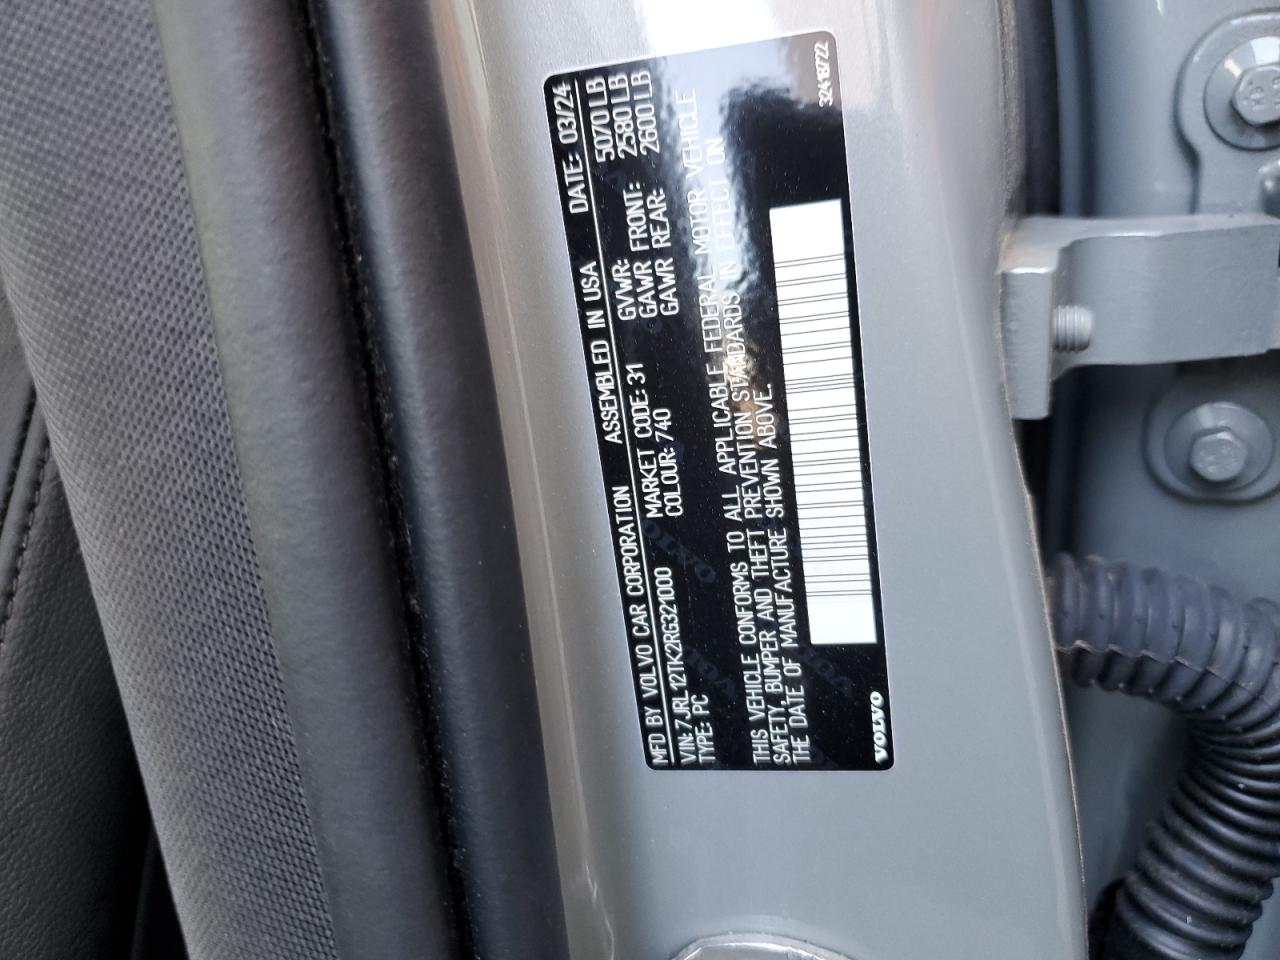 MFD BY VOLVO CAR CORPORATION ASSEMBLED IN USA DATE: 03/24
VIN: 7JRL12TK2RG321000 MARKET CODE: 31 GVWR: 5070 LB
TYPE: PC COLOUR: 740 GAWR FRONT: 2580 LB
GAWR REAR: 2600 LB
THIS VEHICLE CONFORMS TO ALL APPLICABLE FEDERAL MOTOR VEHICLE
SAFETY, BUMPER AND THEFT PREVENTION STANDARDS IN EFFECT ON
THE DATE OF MANUFACTURE SHOWN ABOVE.
VOLVO 32418722